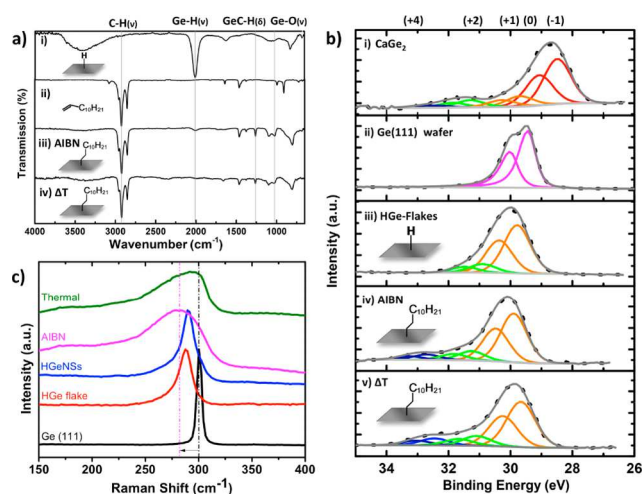 a)
C-H(ν)
Ge-H(ν)
GeC-H(δ)
Ge-O(ν)
i)
H
ii)
C₁₀H₂₁
iii) AIBN
C₁₀H₂₁
iv) ΔT
C₁₀H₂₁
Transmission (%)
4000 3500 3000 2500 2000 1500 1000
Wavenumber (cm⁻¹)
c)
Thermal
AIBN
HGeNSs
HGe flake
Ge (111)
Intensity (a.u.)
150 200 250 300 350 400
Raman Shift (cm⁻¹)
b)
(+4) (+2) (+1) (0) (-1)
i) CaGe₂
ii) Ge(111) wafer
iii) HGe-Flakes
H
iv) AIBN
C₁₀H₂₁
v) ΔT
C₁₀H₂₁
Intensity (a.u.)
34 32 30 28 26
Binding Energy (eV)